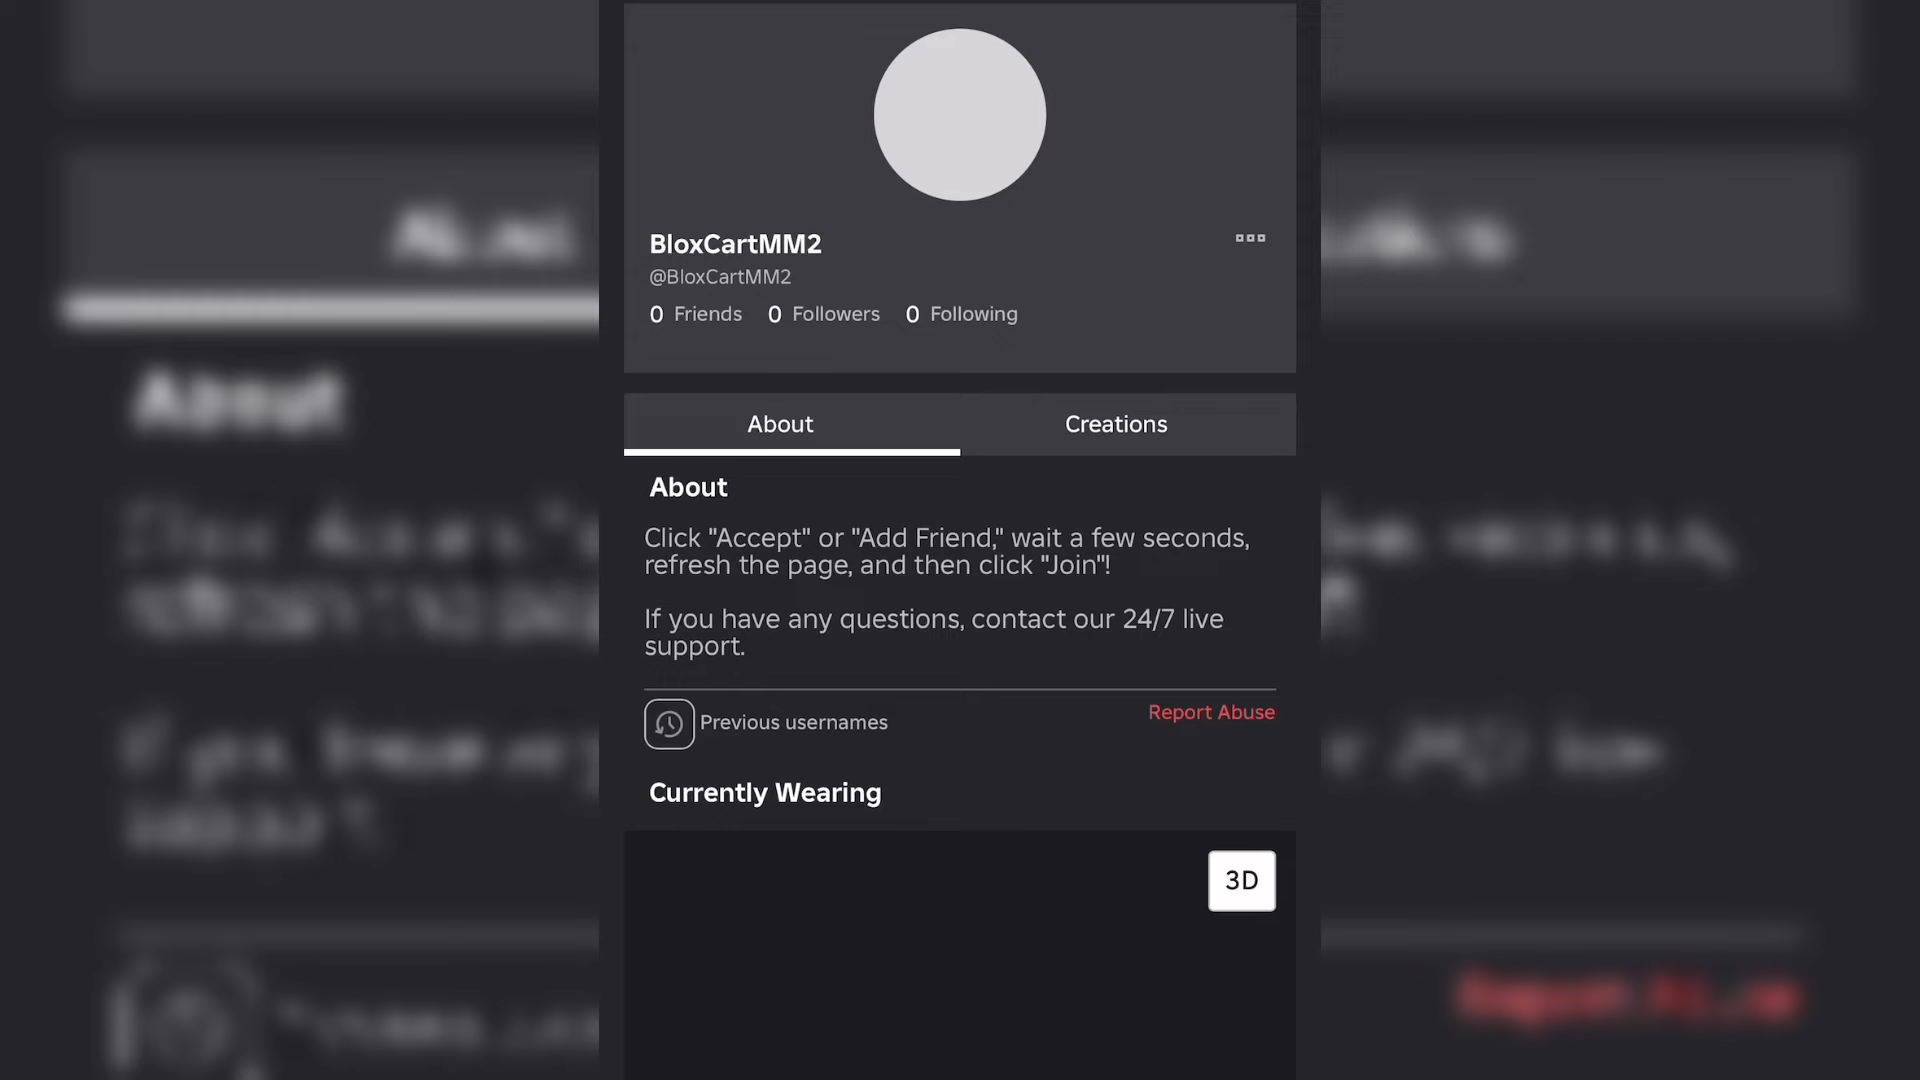 BloxCartMM2
@BloxCartMM2
0 Friends 0 Followers 0 Following
About Creations
About
Click "Accept" or "Add Friend," wait a few seconds,
refresh the page, and then click "Join"!
If you have any questions, contact our 24/7 live
support.
Previous usernames
Report Abuse
Currently Wearing
3D
About